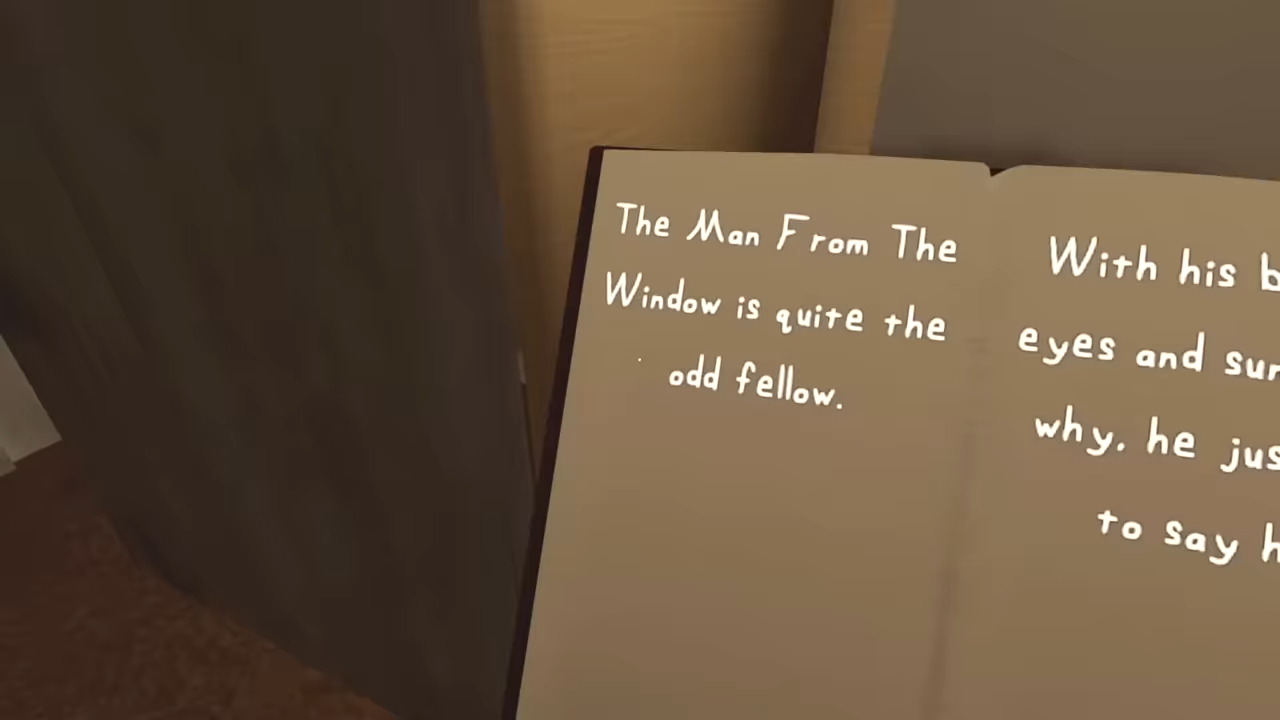 The Man From The
Window is quite the
odd fellow.
With his
eyes and
why, he
to say